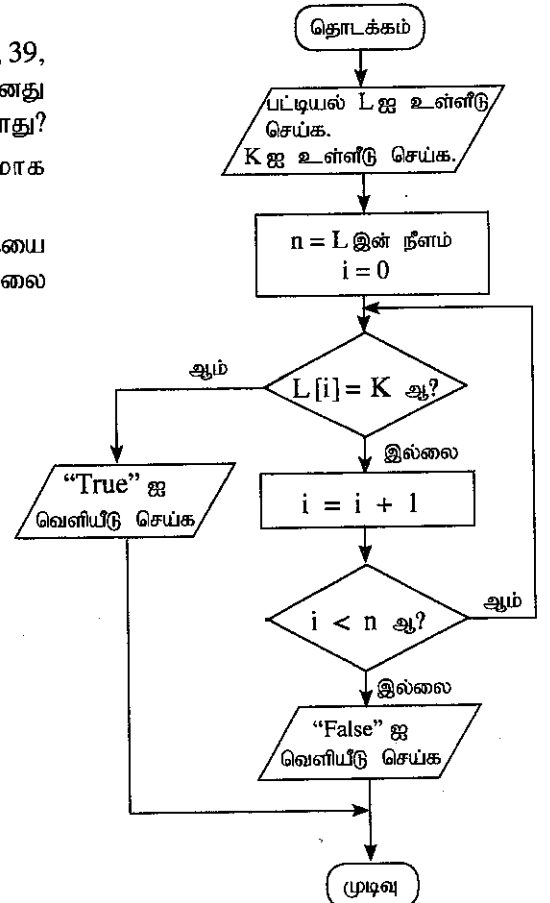 தொடக்கம்
39,
னது
ாது?
மாக
யை
லை
பட்டியல் L ஐ உள்ளீடு
செய்க.
K ஐ உள்ளீடு செய்க.
n = L இன் நீளம்
i = 0
L [i] = K ஆ?
ஆம்
இல்லை
"True" ஐ
வெளியீடு செய்க
i = i + 1
i < n ஆ?
ஆம்
இல்லை
"False" ஐ
வெளியீடு செய்க
முடிவு